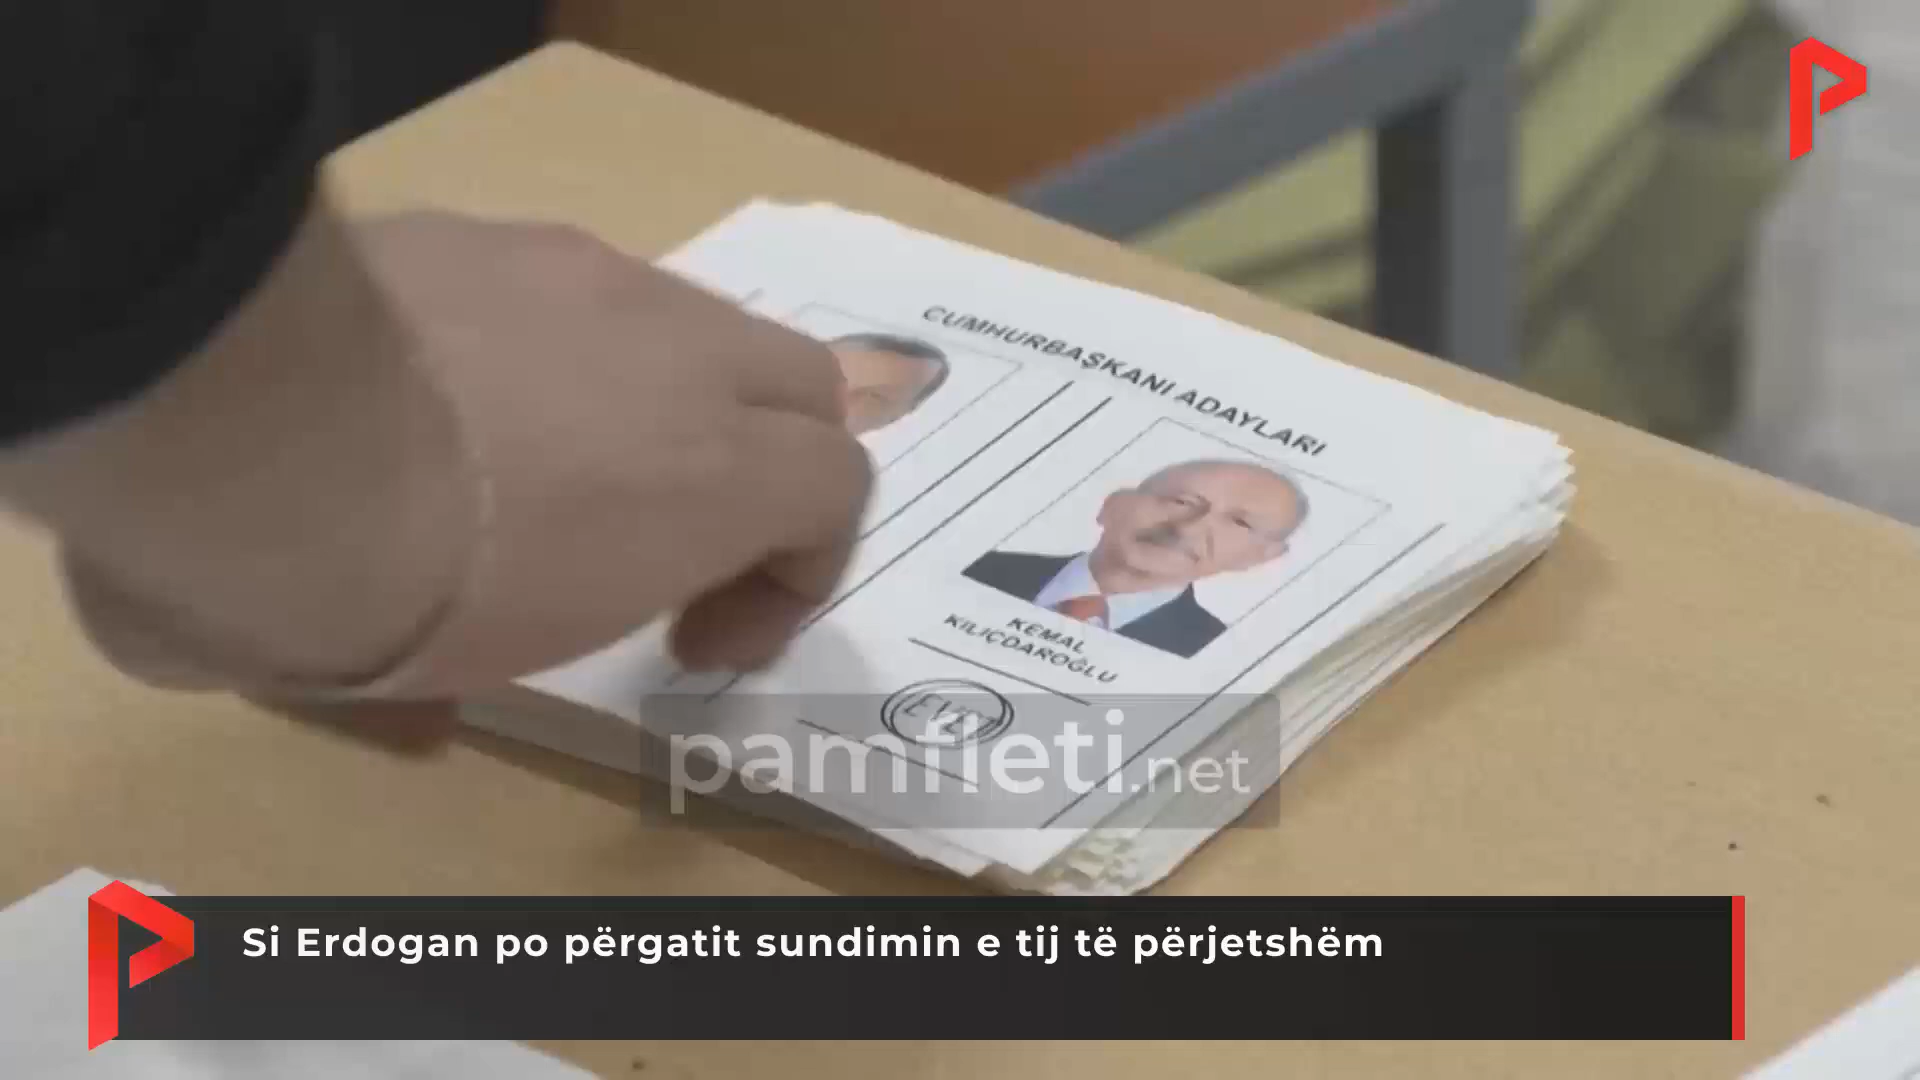 CUMHURBAŞKANI ADAYLARI
KEMAL
KILIÇDAROĞLU
EVET
pamfleti.net
Si Erdogan po përgatit sundimin e tij të përjetshëm